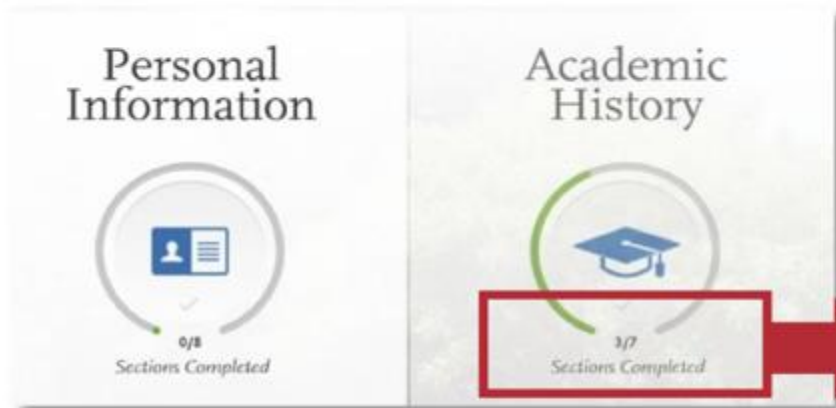 Personal
Information
0/8
Sections Completed
Academic
History
3/7
Sections Completed